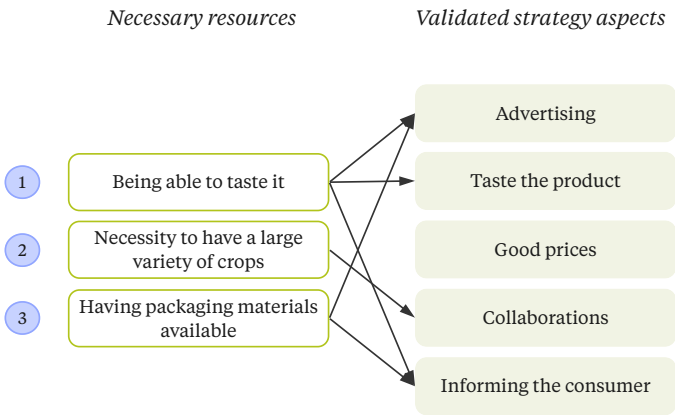 Necessary resources
Validated strategy aspects
Advertising
1
Being able to taste it
Taste the product
2
Necessity to have a large
variety of crops
Good prices
3
Having packaging materials
available
Collaborations
Informing the consumer